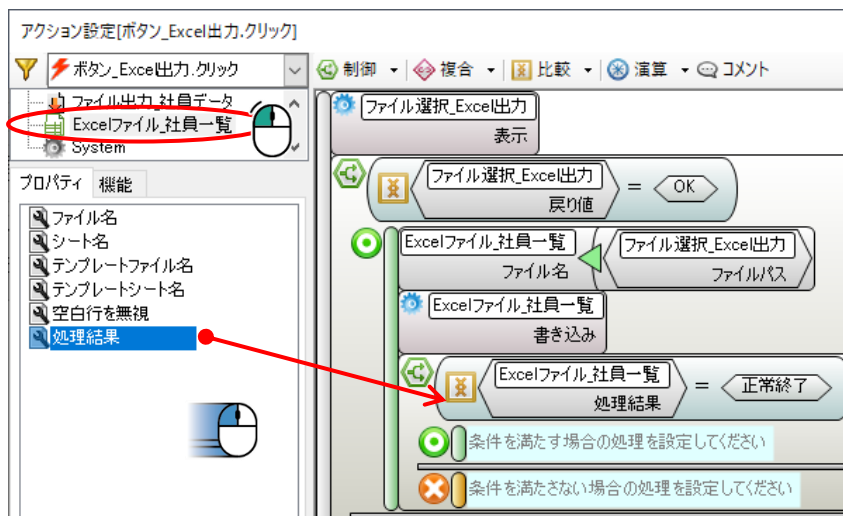 アクション設定[ボタン_Excel出力.クリック]
ボタン_Excel出力.クリック
制御 複合 比較 演算 コメント
ファイル出力_社員データ
Excelファイル_社員一覧
System
プロパティ 機能
ファイル名
シート名
テンプレートファイル名
テンプレートシート名
空白行を無視
処理結果
ファイル選択_Excel出力
表示
ファイル選択_Excel出力
戻り値
= OK
Excelファイル_社員一覧
ファイル名
ファイル選択_Excel出力
ファイルパス
Excelファイル_社員一覧
書き込み
Excelファイル_社員一覧
処理結果
= 正常終了
条件を満たす場合の処理を設定してください
条件を満たさない場合の処理を設定してください